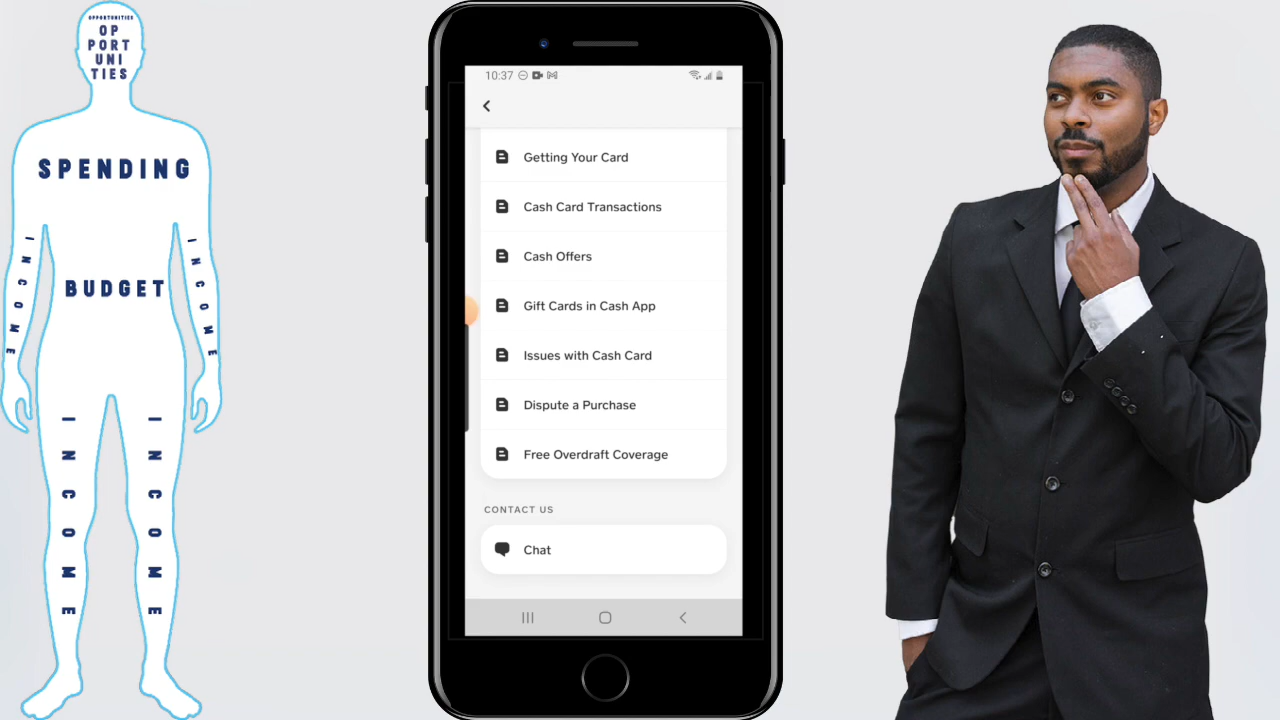 OPPORTUNITIES
OP
PORT
UNI
TIES
SPENDING
INCOME
INCOME
BUDGET
INCOME
INCOME
10:37
Getting Your Card
Cash Card Transactions
Cash Offers
Gift Cards in Cash App
Issues with Cash Card
Dispute a Purchase
Free Overdraft Coverage
CONTACT US
Chat